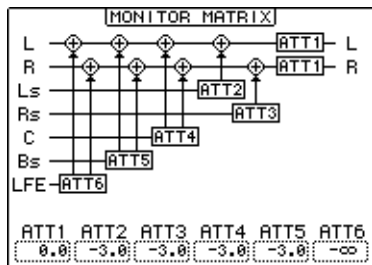 MONITOR MATRIX
L ATT1 L
R ATT1 R
Ls ATT2
Rs ATT3
C ATT4
Bs ATT5
LFE ATT6
ATT1 ATT2 ATT3 ATT4 ATT5 ATT6
0.0 -3.0 -3.0 -3.0 -3.0 -∞